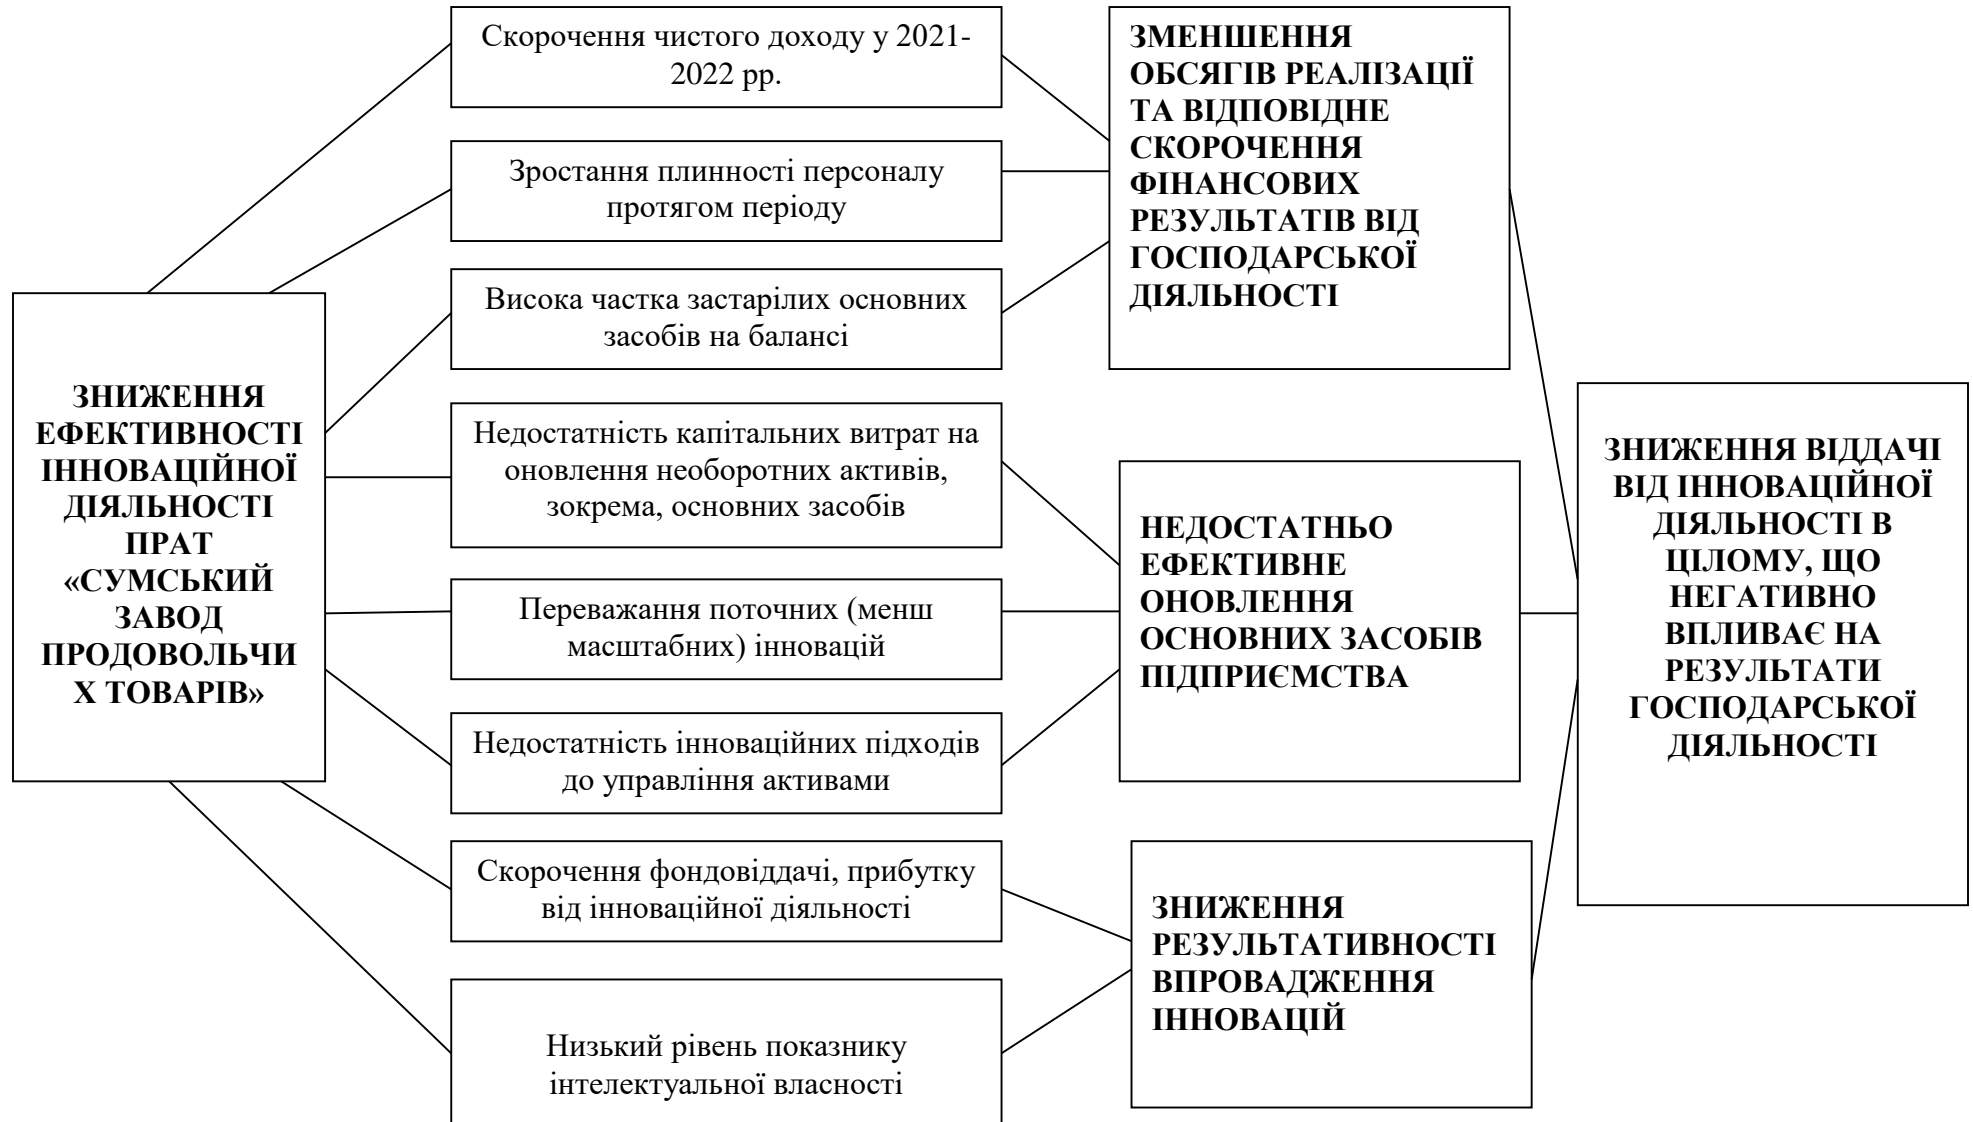 ЗНИЖЕННЯ
ЕФЕКТИВНОСТІ
ІННОВАЦІЙНОЇ
ДІЯЛЬНОСТІ
ПРАТ
«СУМСЬКИЙ
ЗАВОД
ПРОДОВОЛЬЧИ
Х ТОВАРІВ»
Скорочення чистого доходу у 2021-
2022 рр.
Зростання плинності персоналу
протягом періоду
Висока частка застарілих основних
засобів на балансі
Недостатність капітальних витрат на
оновлення необоротних активів,
зокрема, основних засобів
Переважання поточних (менш
масштабних) інновацій
Недостатність інноваційних підходів
до управління активами
Скорочення фондовіддачі, прибутку
від інноваційної діяльності
Низький рівень показнику
інтелектуальної власності
ЗМЕНШЕННЯ
ОБСЯГІВ РЕАЛІЗАЦІЇ
ТА ВІДПОВІДНЕ
СКОРОЧЕННЯ
ФІНАНСОВИХ
РЕЗУЛЬТАТІВ ВІД
ГОСПОДАРСЬКОЇ
ДІЯЛЬНОСТІ
НЕДОСТАТНЬО
ЕФЕКТИВНЕ
ОНОВЛЕННЯ
ОСНОВНИХ ЗАСОБІВ
ПІДПРИЄМСТВА
ЗНИЖЕННЯ
РЕЗУЛЬТАТИВНОСТІ
ВПРОВАДЖЕННЯ
ІННОВАЦІЙ
ЗНИЖЕННЯ ВІДДАЧІ
ВІД ІННОВАЦІЙНОЇ
ДІЯЛЬНОСТІ В
ЦІЛОМУ, ЩО
НЕГАТИВНО
ВПЛИВАЄ НА
РЕЗУЛЬТАТИ
ГОСПОДАРСЬКОЇ
ДІЯЛЬНОСТІ